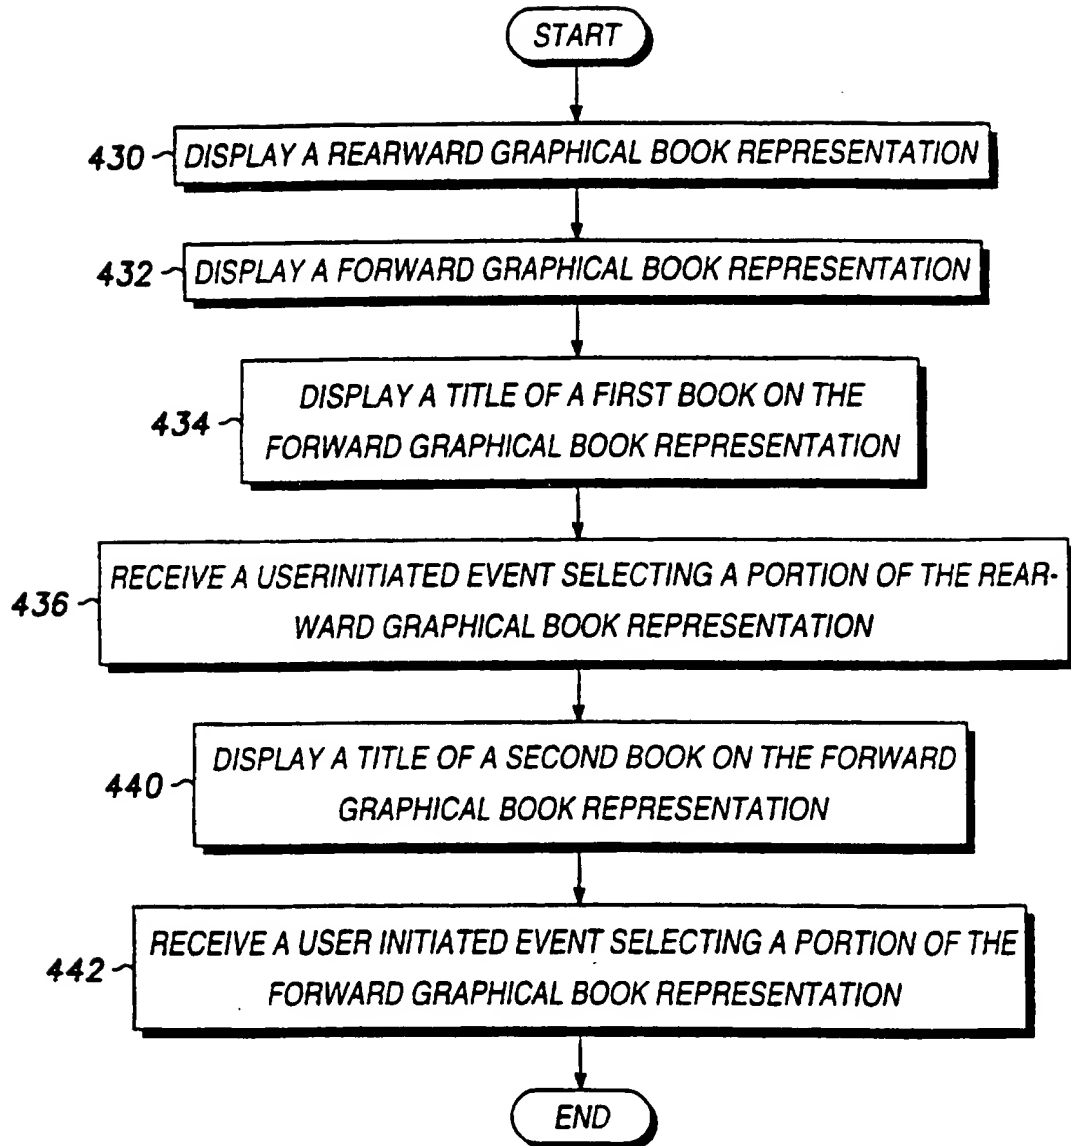 START
430 DISPLAY A REARWARD GRAPHICAL BOOK REPRESENTATION
432 DISPLAY A FORWARD GRAPHICAL BOOK REPRESENTATION
DISPLAY A TITLE OF A FIRST BOOK ON THE
434
FORWARD GRAPHICAL BOOK REPRESENTATION
RECEIVE A USERINITIATED EVENT SELECTING A PORTION OF THE REAR-
436
WARD GRAPHICAL BOOK REPRESENTATION
DISPLAY A TITLE OF A SECOND BOOK ON THE FORWARD
440
GRAPHICAL BOOK REPRESENTATION
RECEIVE A USER INITIATED EVENT SELECTING A PORTION OF THE
442
FORWARD GRAPHICAL BOOK REPRESENTATION
END